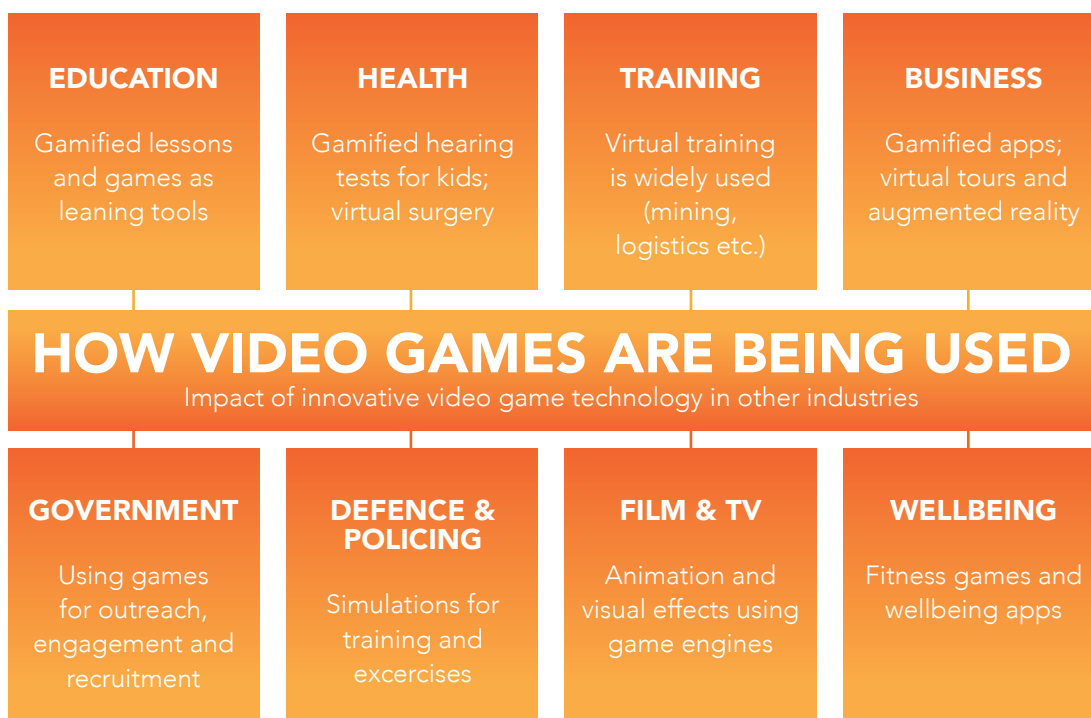 EDUCATION
Gamified lessons
and games as
leaning tools
HEALTH
Gamified hearing
tests for kids;
virtual surgery
TRAINING
Virtual training
is widely used
(mining,
logistics etc.)
BUSINESS
Gamified apps;
virtual tours and
augmented reality
HOW VIDEO GAMES ARE BEING USED
Impact of innovative video game technology in other industries
GOVERNMENT
Using games
for outreach,
engagement and
recruitment
DEFENCE &
POLICING
Simulations for
training and
excercises
FILM & TV
Animation and
visual effects using
game engines
WELLBEING
Fitness games and
wellbeing apps